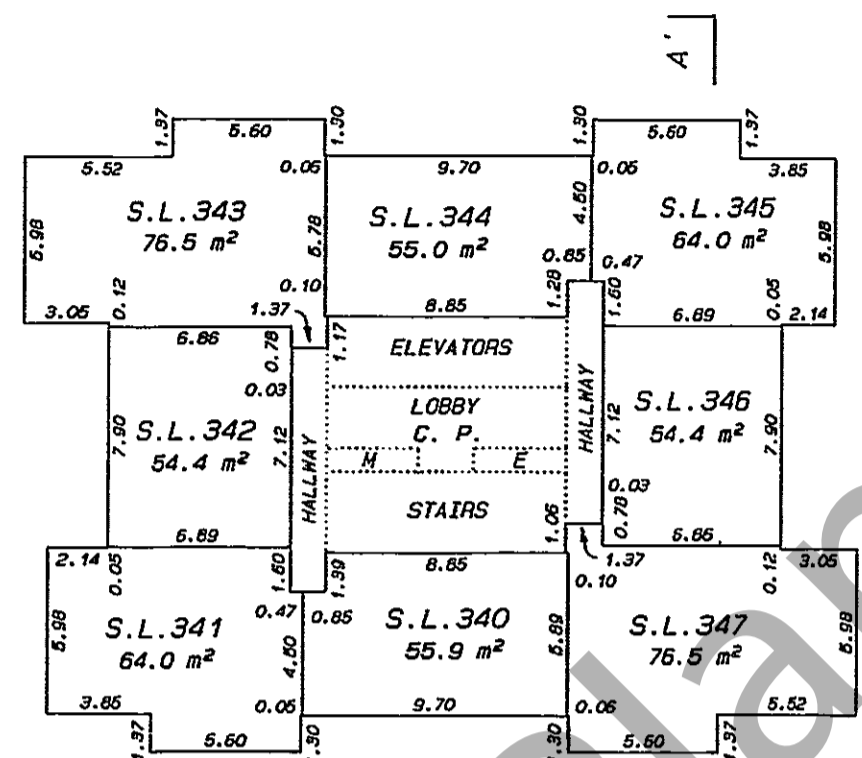 A'
5.60
1.37
1.30
1.30
5.60
1.37
5.52
0.06
9.70
0.05
3.85
S.L.343
76.5 m²
5.98
5.78
S.L.344
55.0 m²
4.60
S.L.345
64.0 m²
5.98
0.12
0.10
0.85
0.47
1.28
1.60
0.05
3.05
1.37
8.85
6.89
2.14
6.86
0.78
1.17
ELEVATORS
0.03
LOBBY
C. P.
S.L.342
54.4 m²
7.90
7.12
HALLWAY
M
E
HALLWAY
7.12
S.L.346
54.4 m²
7.90
0.03
STAIRS
1.06
0.78
6.89
6.86
2.14
0.05
1.60
1.39
8.85
1.37
0.10
0.12
3.05
0.47
0.85
S.L.341
64.0 m²
5.98
4.60
S.L.340
55.9 m²
5.89
S.L.347
76.5 m²
5.98
3.85
0.05
9.70
0.06
5.52
1.37
5.60
1.30
1.30
5.60
1.37